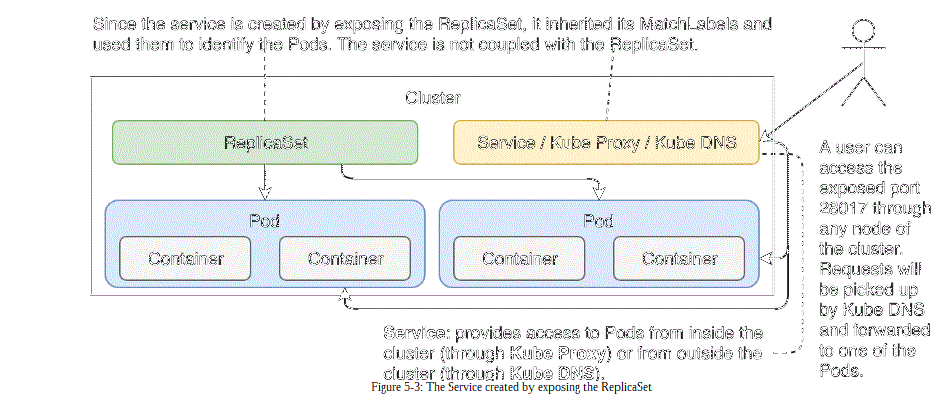 Since the service is created by exposing the ReplicaSet, it inherited its MatchLabels and
used them to identify the Pods. The service is not coupled with the ReplicaSet.
Cluster
ReplicaSet
Service / Kube Proxy / Kube DNS
Pod
Container
Container
Pod
Container
Container
A user can
access the
exposed port
28017 through
any node of
the cluster.
Requests will
be picked up
by Kube DNS
and forwarded
to one of the
Pods.
Service: provides access to Pods from inside the
cluster (through Kube Proxy) or from outside the
cluster (through Kube DNS).
Figure 5-3: The Service created by exposing the ReplicaSet